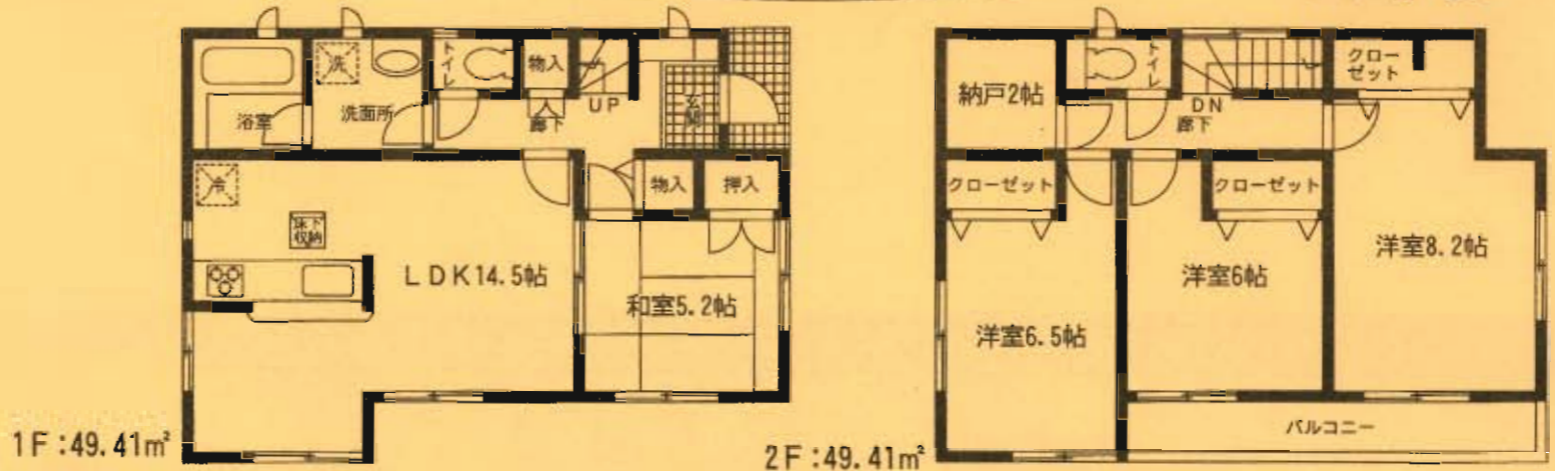 洗
トイレ
物入
UP
玄関
浴室
洗面所
廊下
物入
押入
冷
床下
収納
LDK14.5帖
和室5.2帖
1F:49.41㎡
トイレ
クロー
ゼット
納戸2帖
DN
廊下
クローゼット
クローゼット
洋室8.2帖
洋室6帖
洋室6.5帖
バルコニー
2F:49.41㎡